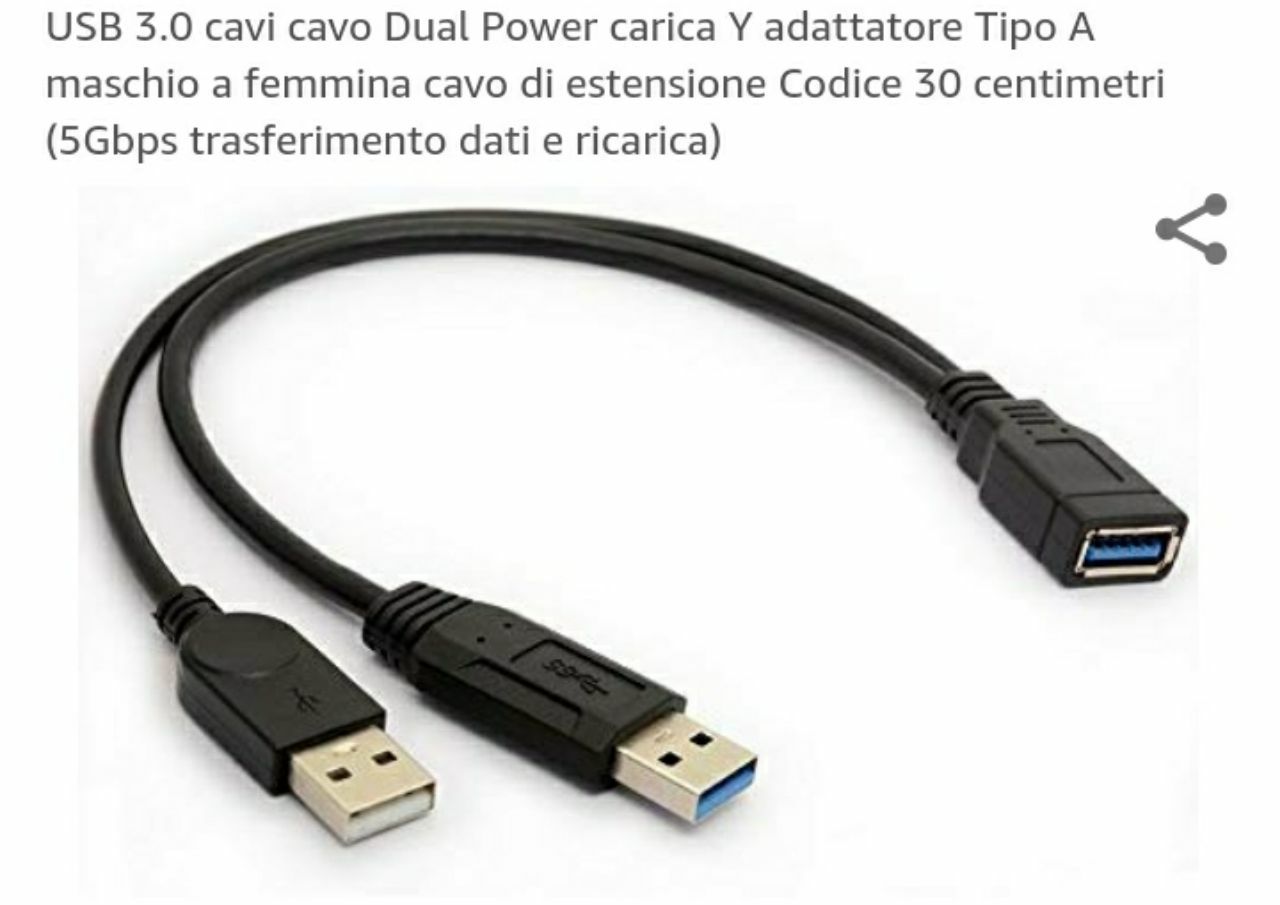 USB 3.0 cavi cavo Dual Power carica Y adattatore Tipo A
maschio a femmina cavo di estensione Codice 30 centimetri
(5Gbps trasferimento dati e ricarica)